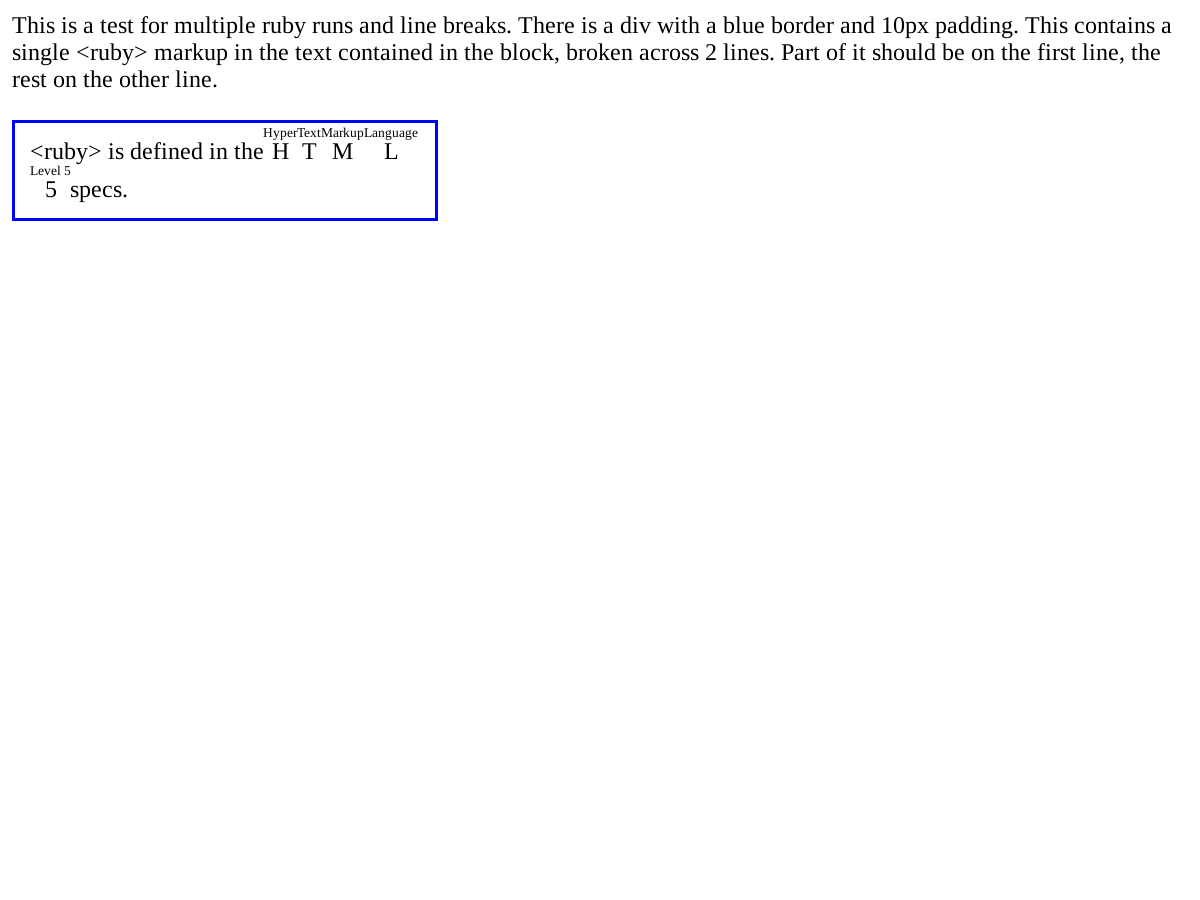 This is a test for multiple ruby runs and line breaks. There is a div with a blue border and 10px padding. This contains a
single <ruby> markup in the text contained in the block, broken across 2 lines. Part of it should be on the first line, the
rest on the other line.
HyperTextMarkupLanguage
<ruby> is defined in the H T M L
Level 5
5 specs.